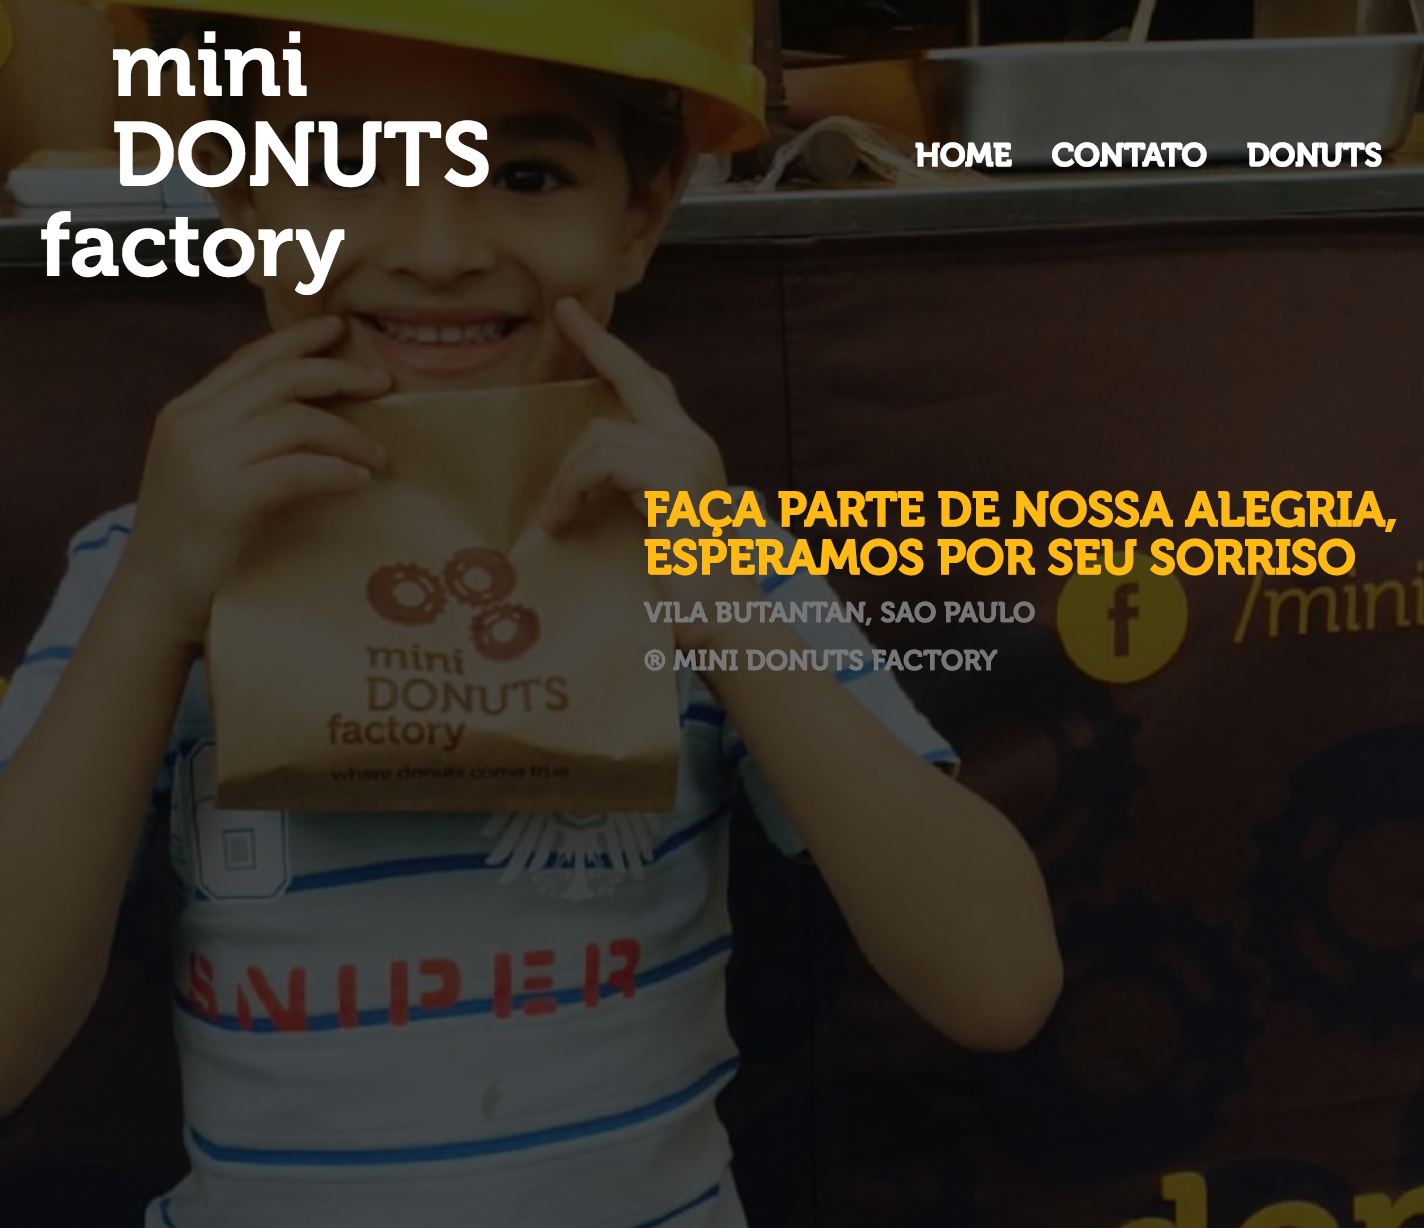 mini
DONUTS
factory
HOME CONTATO DONUTS
FAÇA PARTE DE NOSSA ALEGRIA,
ESPERAMOS POR SEU SORRISO
VILA BUTANTAN, SAO PAULO
® MINI DONUTS FACTORY
f /mini
mini
DONUTS
factory
where donuts come true
SNIPER